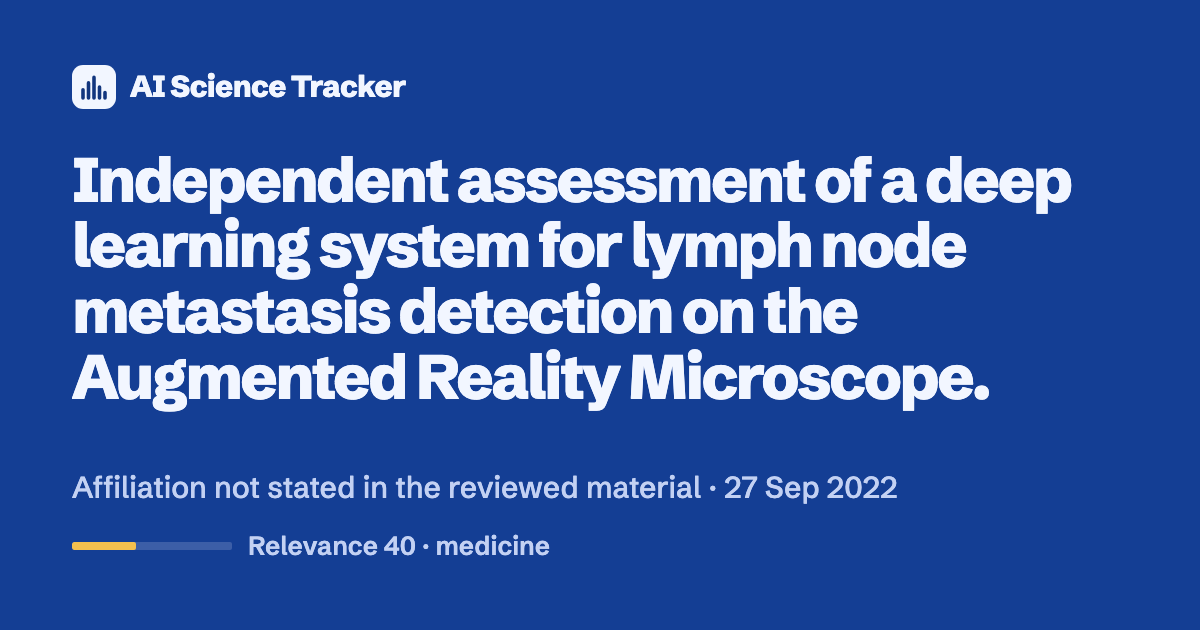 AI Science Tracker
Independent assessment of a deep
learning system for lymph node
metastasis detection on the
Augmented Reality Microscope.
Affiliation not stated in the reviewed material · 27 Sep 2022
Relevance 40 · medicine